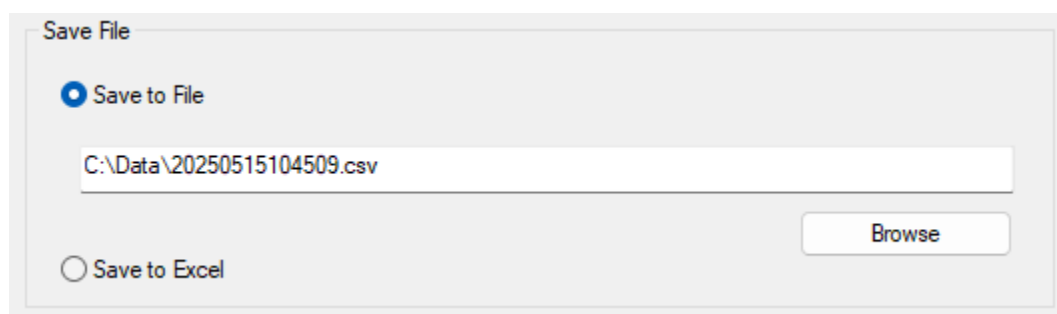 Save File
Save to File
C:\Data\20250515104509.csv
Browse
Save to Excel